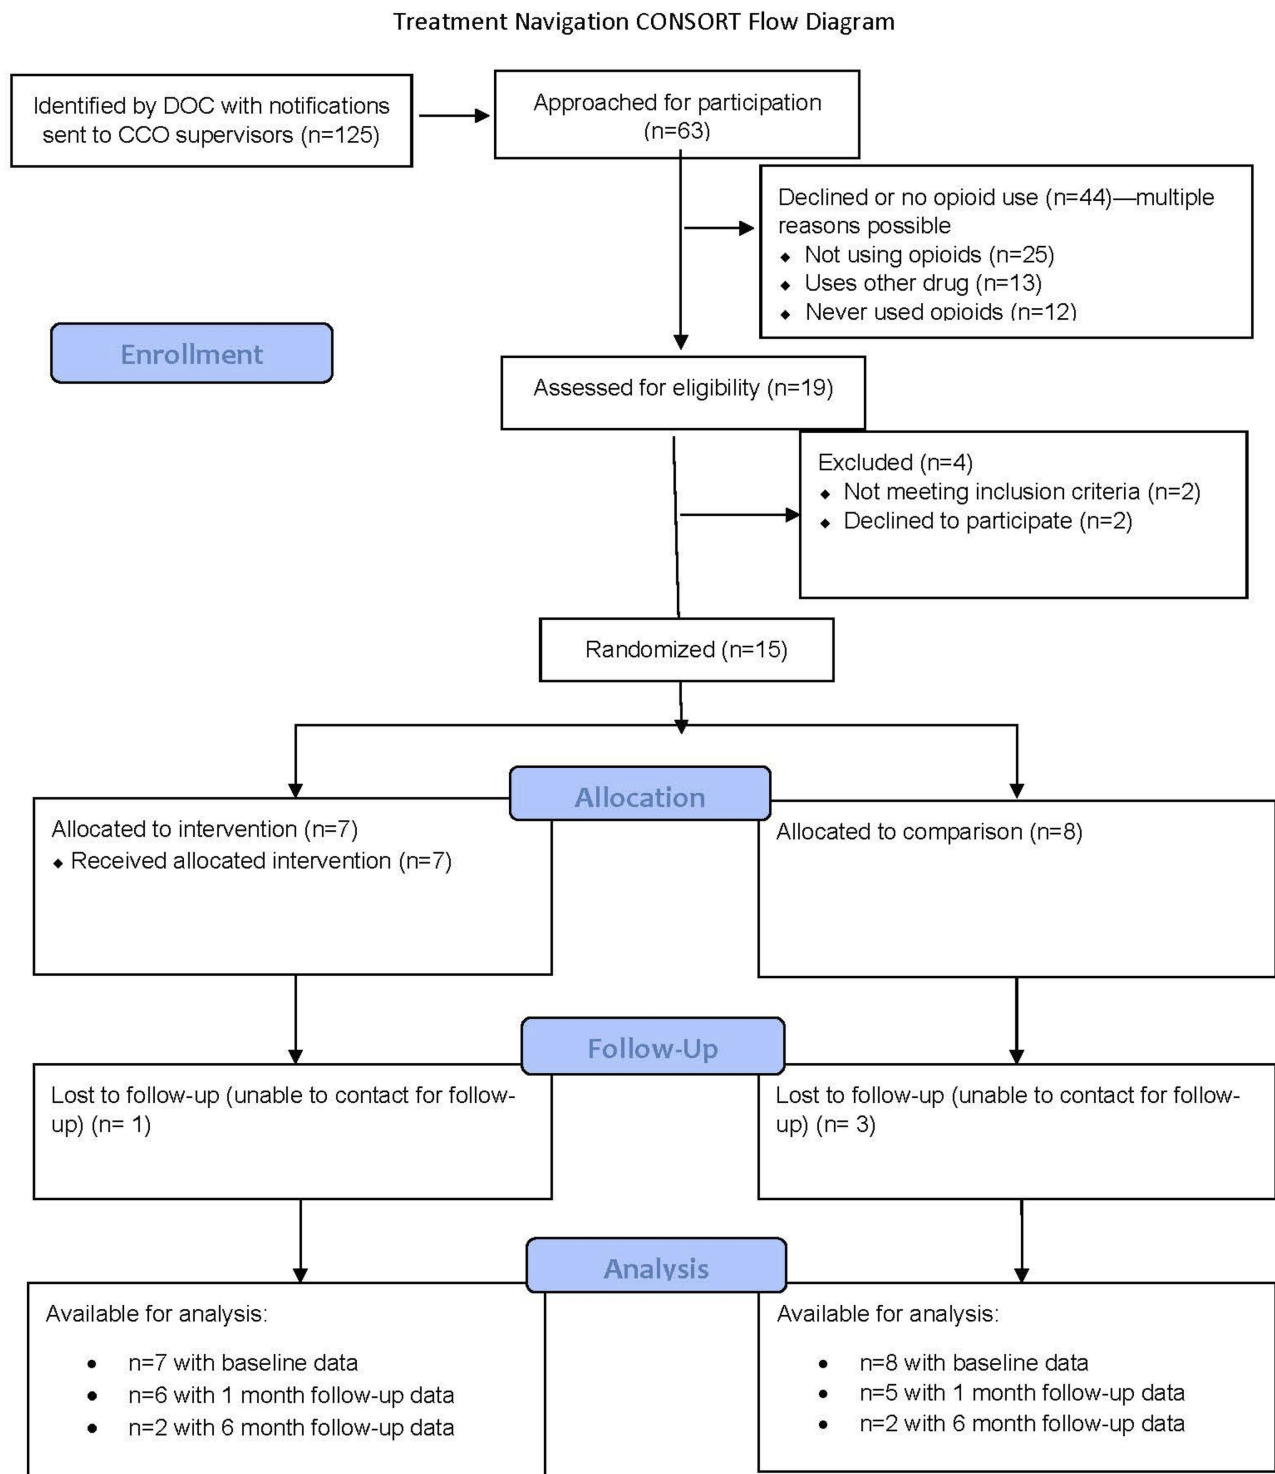 Treatment Navigation CONSORT Flow Diagram
Identified by DOC with notifications
sent to CCO supervisors (n=125)
Approached for participation
(n=63)
Declined or no opioid use (n=44)—multiple
reasons possible
◆ Not using opioids (n=25)
◆ Uses other drug (n=13)
◆ Never used opioids (n=12)
Enrollment
Assessed for eligibility (n=19)
Excluded (n=4)
◆ Not meeting inclusion criteria (n=2)
◆ Declined to participate (n=2)
Randomized (n=15)
Allocation
Allocated to intervention (n=7)
◆ Received allocated intervention (n=7)
Allocated to comparison (n=8)
Follow-Up
Lost to follow-up (unable to contact for follow-
up) (n= 1)
Lost to follow-up (unable to contact for follow-
up) (n= 3)
Analysis
Available for analysis:
• n=7 with baseline data
• n=6 with 1 month follow-up data
• n=2 with 6 month follow-up data
Available for analysis:
• n=8 with baseline data
• n=5 with 1 month follow-up data
• n=2 with 6 month follow-up data